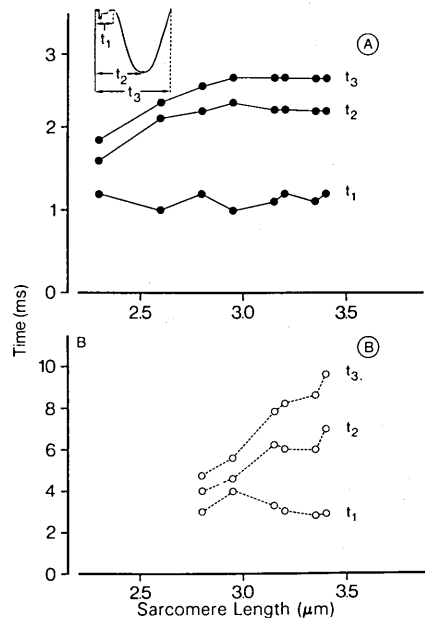 A
t₁
t₂
t₃
3
2
1
0
t₃
t₂
t₁
2.5 3.0 3.5
Time (ms)
B
B
10
8
6
4
2
0
t₃.
t₂
t₁
2.5 3.0 3.5
Sarcomere Length (μm)